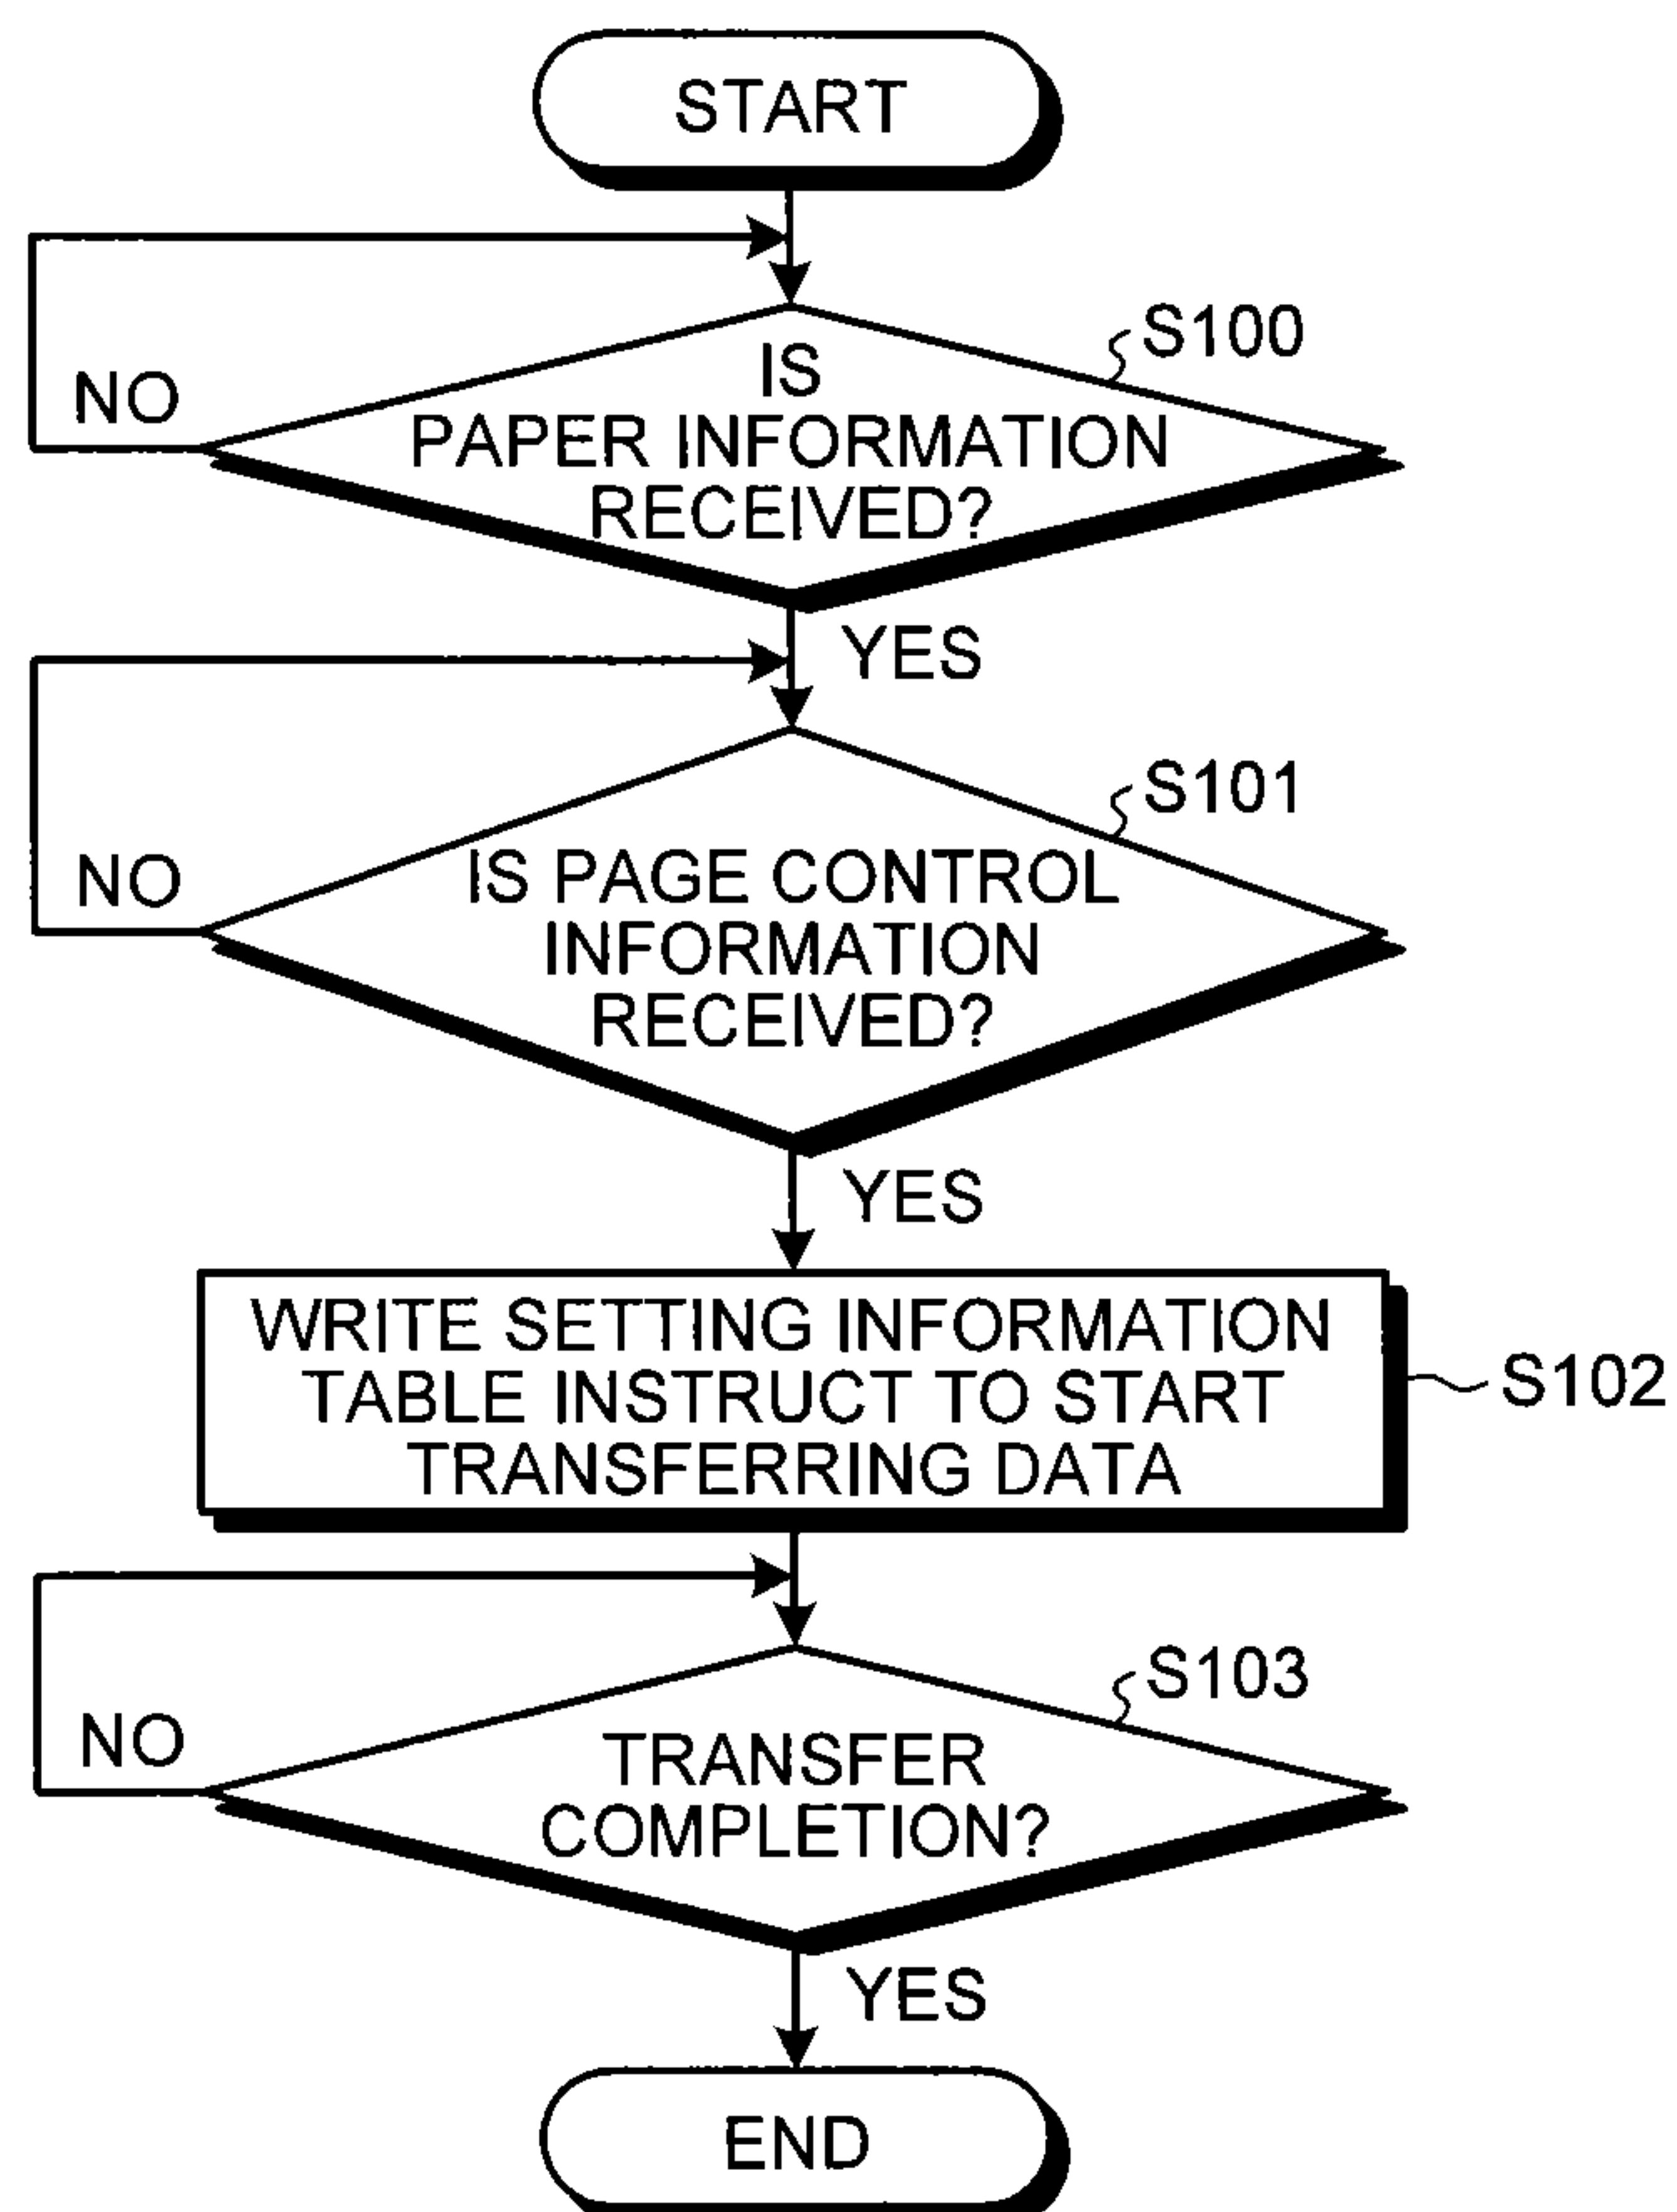 START
S100
NO
IS
PAPER INFORMATION
RECEIVED?
YES
S101
NO
IS PAGE CONTROL
INFORMATION
RECEIVED?
YES
WRITE SETTING INFORMATION
TABLE INSTRUCT TO START
TRANSFERRING DATA
S102
S103
NO
TRANSFER
COMPLETION?
YES
END